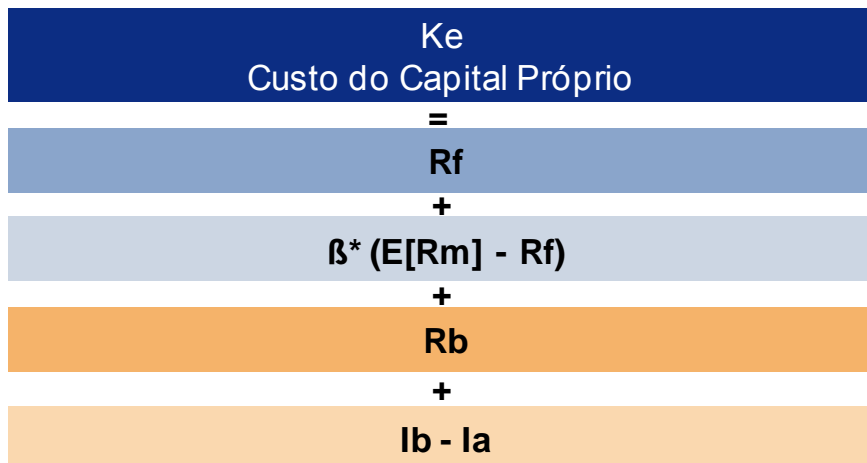 Ke
Custo do Capital Próprio
=
Rf
+
ß* (E[Rm] - Rf)
+
Rb
+
Ib - Ia